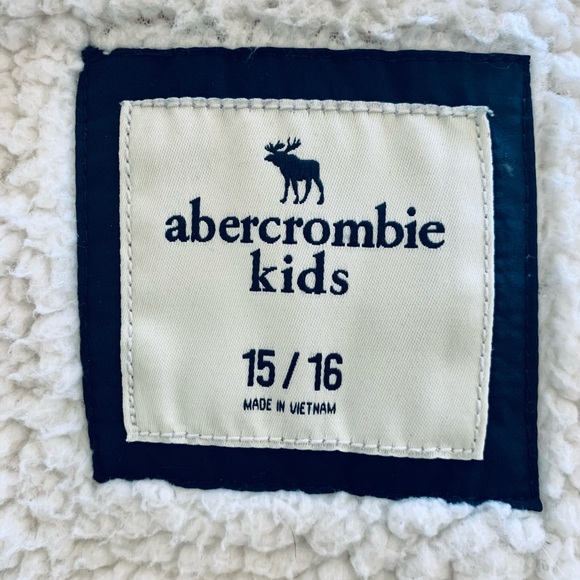 abercrombie
kids
15 / 16
MADE IN VIETNAM